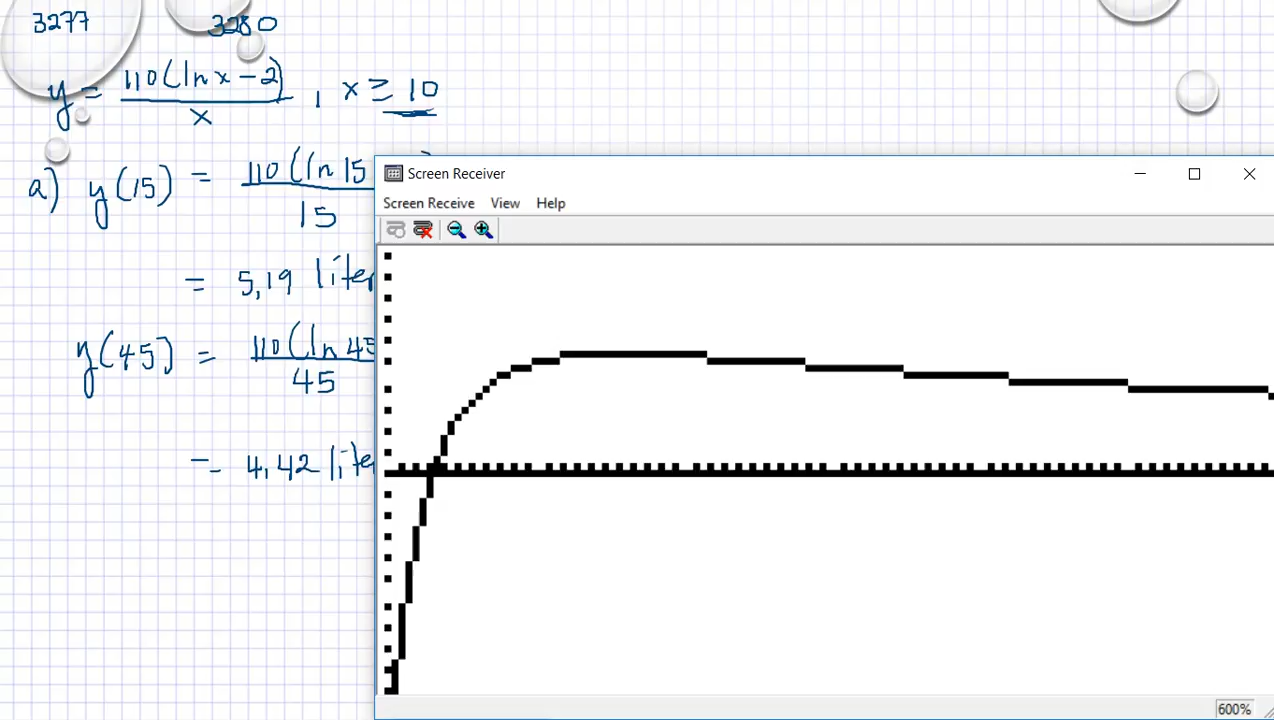 3277 3280
y = 110(ln x - 2) / x , x ≥ 10
a) y(15) = 110(ln 15
15
= 5,19 liter
y(45) = 110(ln 45
45
= 4,42 liter
Screen Receiver
Screen Receive View Help
600%